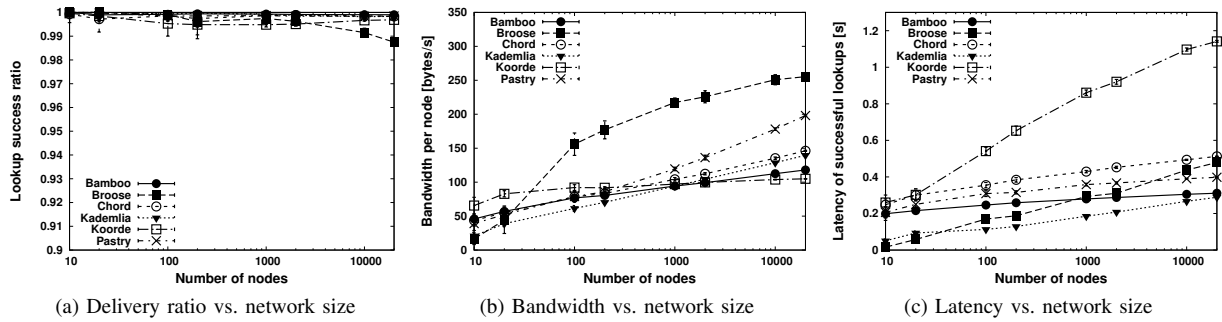 Lookup success ratio
1
0.99
0.98
0.97
0.96
0.95
0.94
0.93
0.92
0.91
0.9
Bamboo
Broose
Chord
Kademlia
Koorde
Pastry
10
100
1000
10000
Number of nodes
(a) Delivery ratio vs. network size
Bandwidth per node [bytes/s]
350
300
250
200
150
100
50
0
Bamboo
Broose
Chord
Kademlia
Koorde
Pastry
10
100
1000
10000
Number of nodes
(b) Bandwidth vs. network size
Latency of successful lookups [s]
1.2
1
0.8
0.6
0.4
0.2
0
Bamboo
Broose
Chord
Kademlia
Koorde
Pastry
10
100
1000
10000
Number of nodes
(c) Latency vs. network size